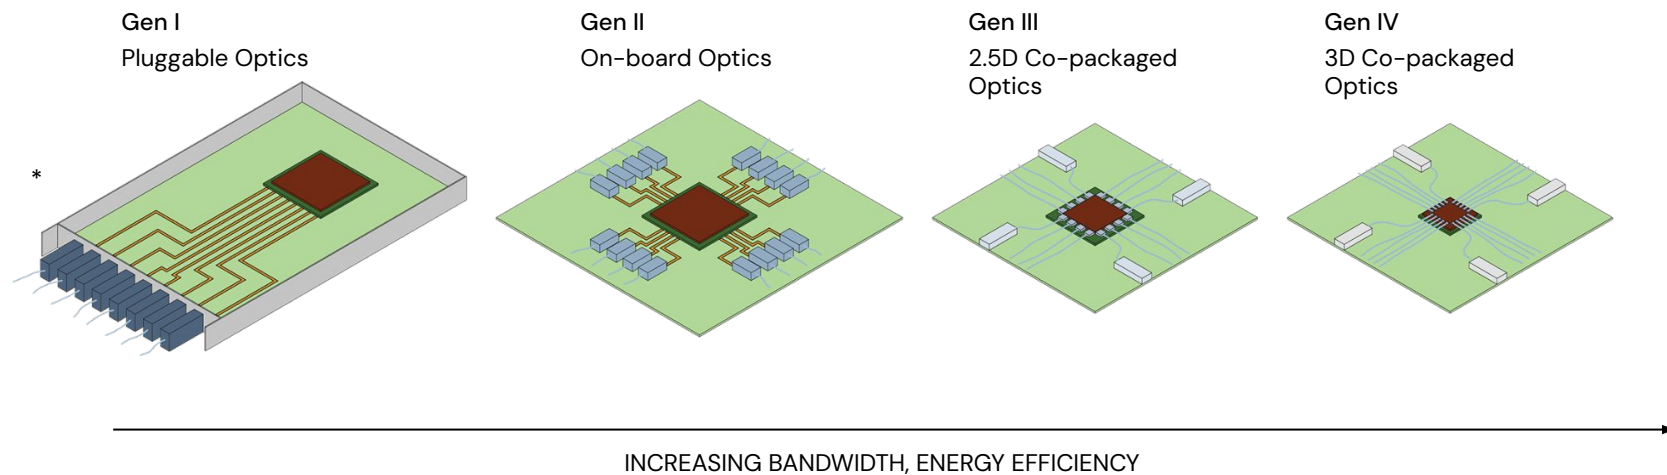 Gen I
Pluggable Optics
Gen II
On-board Optics
Gen III
2.5D Co-packaged
Optics
Gen IV
3D Co-packaged
Optics
*
INCREASING BANDWIDTH, ENERGY EFFICIENCY